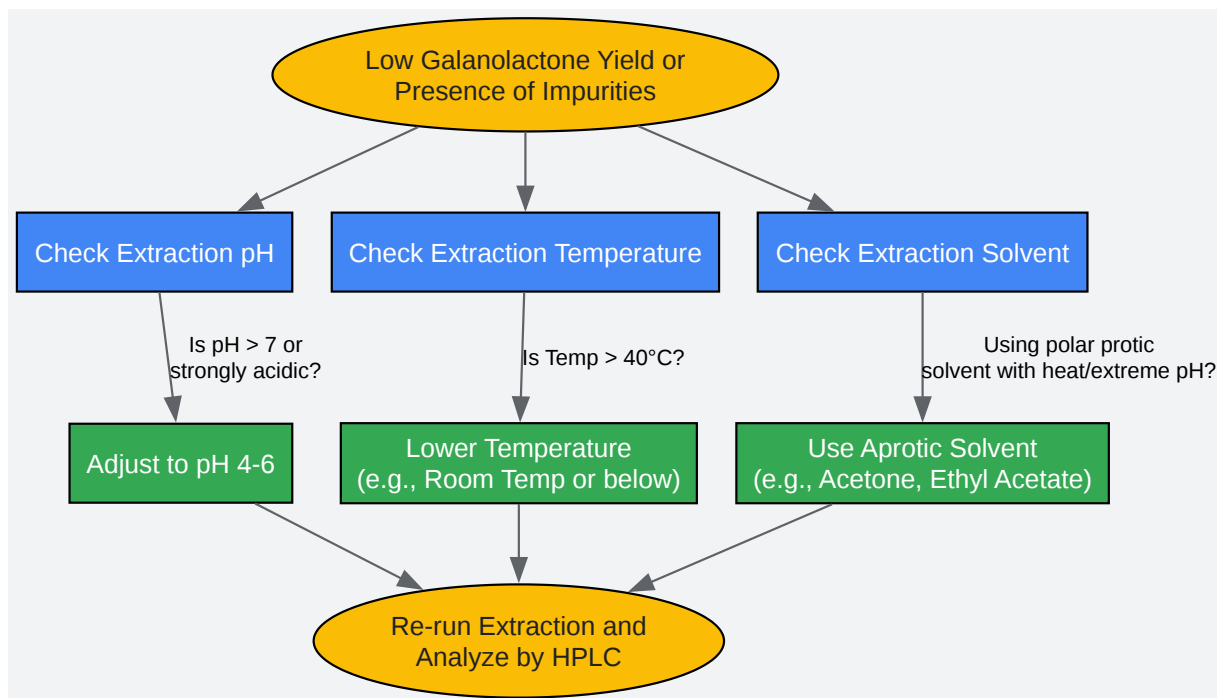 Low Galanolactone Yield or
Presence of Impurities
Check Extraction pH
Check Extraction Temperature
Check Extraction Solvent
Is pH > 7 or
strongly acidic?
Is Temp > 40°C?
Using polar protic
solvent with heat/extreme pH?
Adjust to pH 4-6
Lower Temperature
(e.g., Room Temp or below)
Use Aprotic Solvent
(e.g., Acetone, Ethyl Acetate)
Re-run Extraction and
Analyze by HPLC